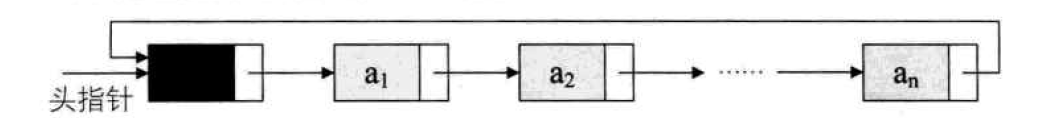 a₁ a₂ ...... aₙ
头指针